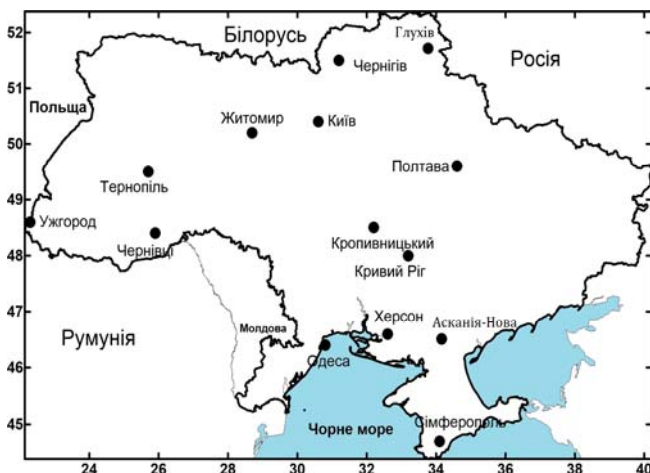 Білорусь
Глухів
52
Росія
Чернігів
51
Польща
Житомир
Київ
50
Полтава
Тернопіль
49
Ужгород
Кропивницький
Чернівці
48
Кривий Ріг
47
Херсон
Асканія-Нова
Румунія
Молдова
46
Одеса
45
Чорне море
Сімферополь
24 26 28 30 32 34 36 38 40